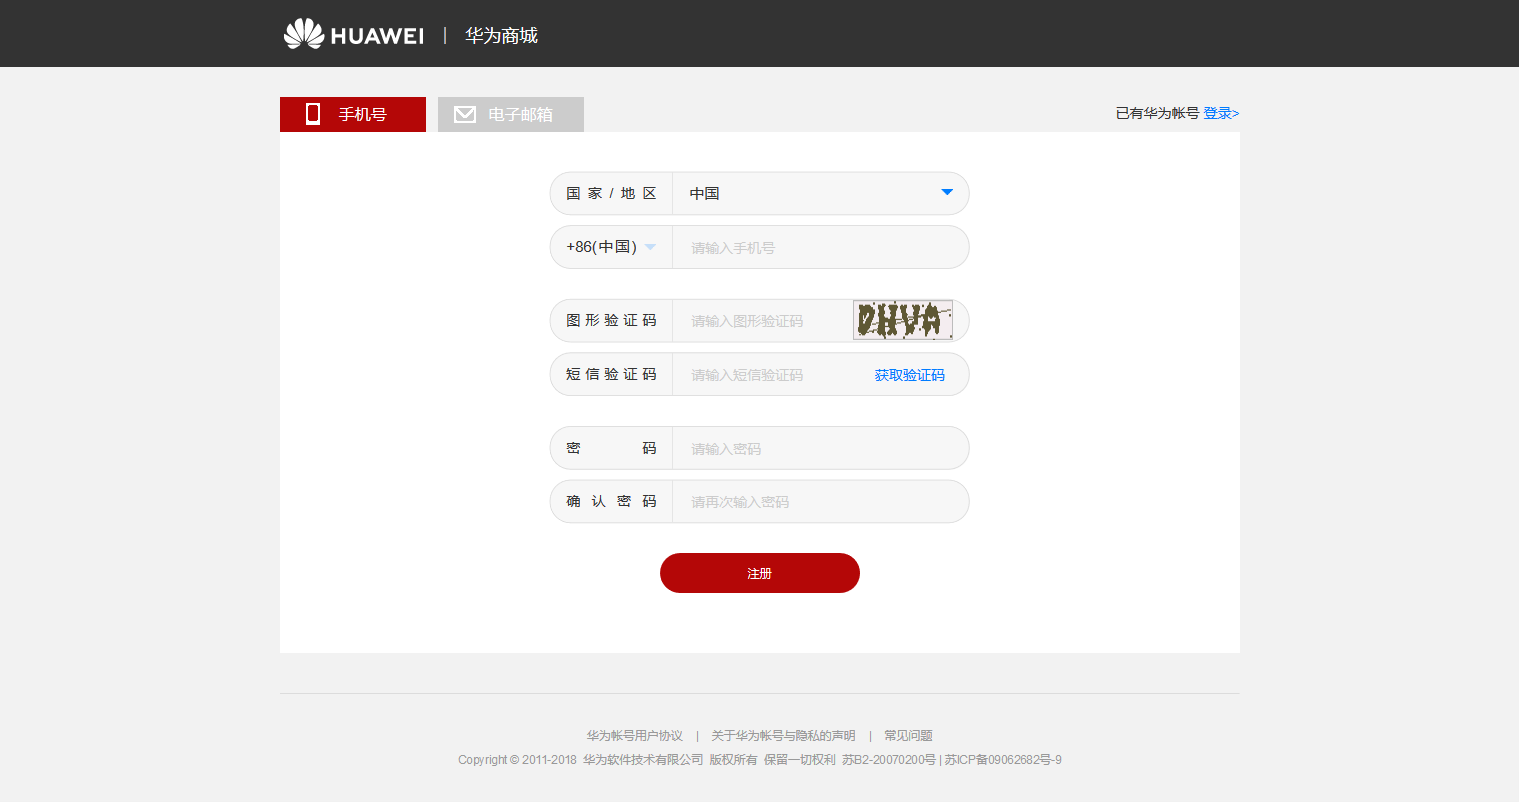 HUAWEI | 华为商城
手机号 电子邮箱 已有华为帐号 登录>
国家/地区 中国
+86(中国) 请输入手机号
图形验证码 请输入图形验证码 DHVA
短信验证码 请输入短信验证码 获取验证码
密码 请输入密码
确认密码 请再次输入密码
注册
华为帐号用户协议 | 关于华为帐号与隐私的声明 | 常见问题
Copyright © 2011-2018 华为软件技术有限公司 版权所有 保留一切权利 苏B2-20070200号 | 苏ICP备09062682号-9